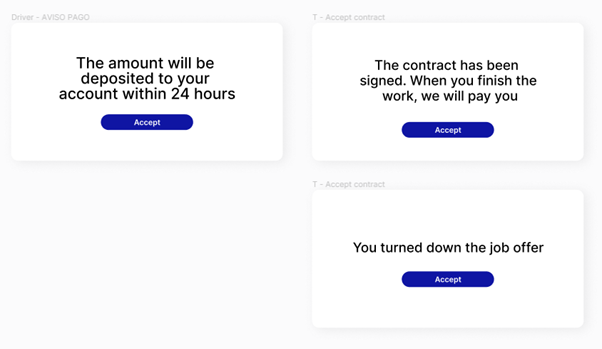 Driver - AVISO PAGO
The amount will be
deposited to your
account within 24 hours
Accept
T - Accept contract
The contract has been
signed. When you finish the
work, we will pay you
Accept
T - Accept contract
You turned down the job offer
Accept